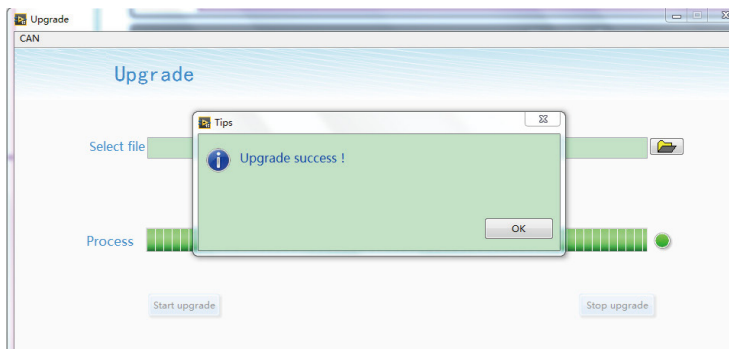 Upgrade
CAN
Upgrade
Tips
Select file
Upgrade success !
OK
Process
Start upgrade
Stop upgrade